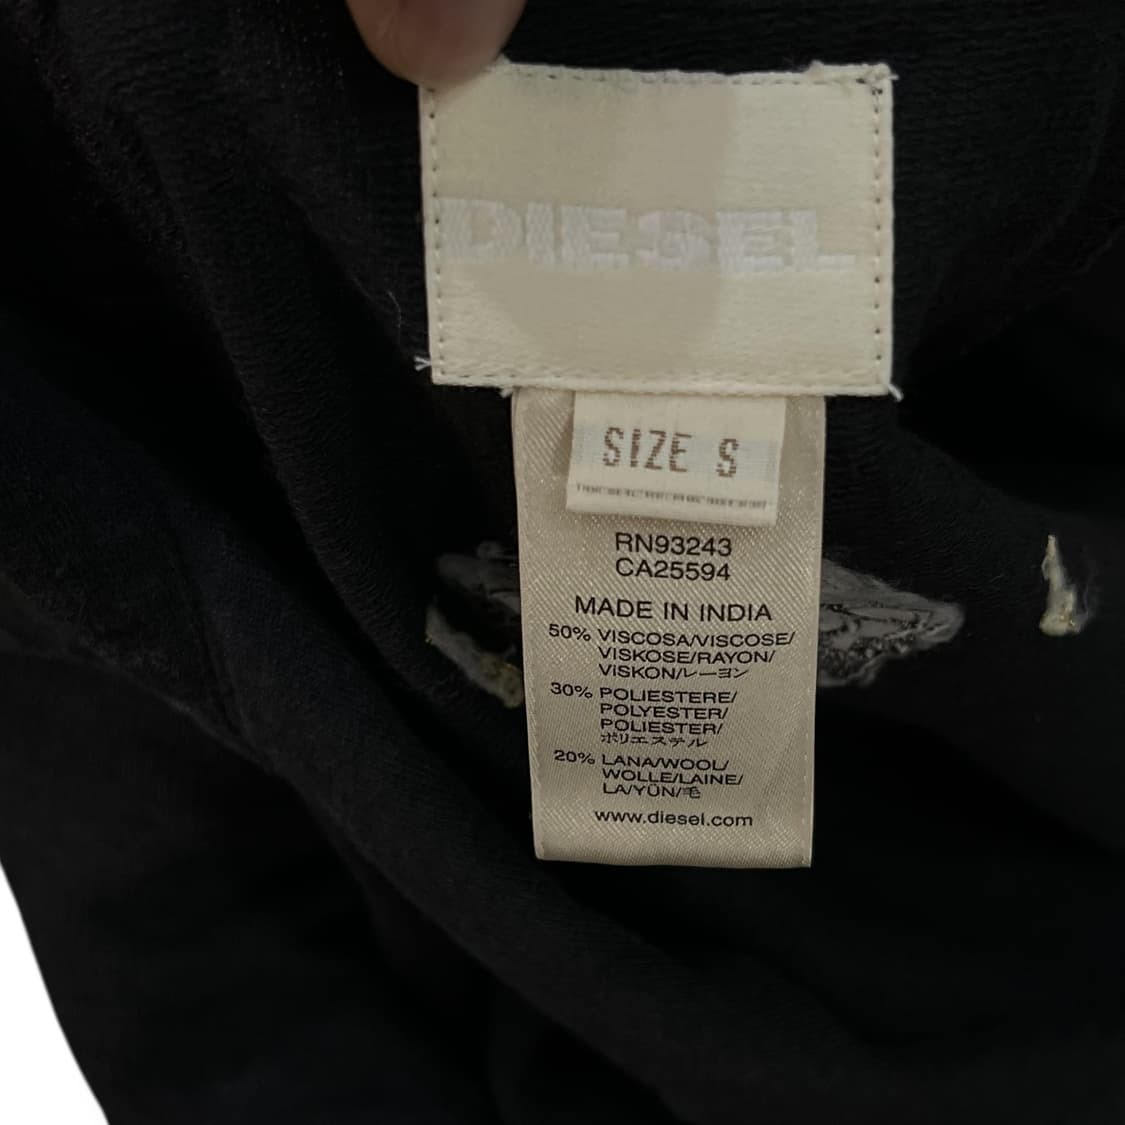 DIESEL
SIZE S
RN93243
CA25594
MADE IN INDIA
50% VISCOSA/VISCOSE/
VISKOSE/RAYON/
VISKON/レーヨン
30% POLIESTERE/
POLYESTER/
POLIESTER/
ポリエステル
20% LANA/WOOL/
WOLLE/LAINE/
LA/YÜN/毛
www.diesel.com